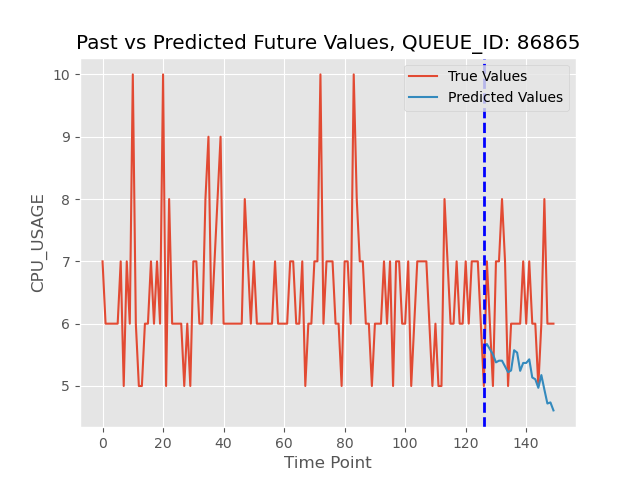 Past vs Predicted Future Values, QUEUE_ID: 86865
True Values
Predicted Values
CPU_USAGE
10
9
8
7
6
5
0 20 40 60 80 100 120 140
Time Point